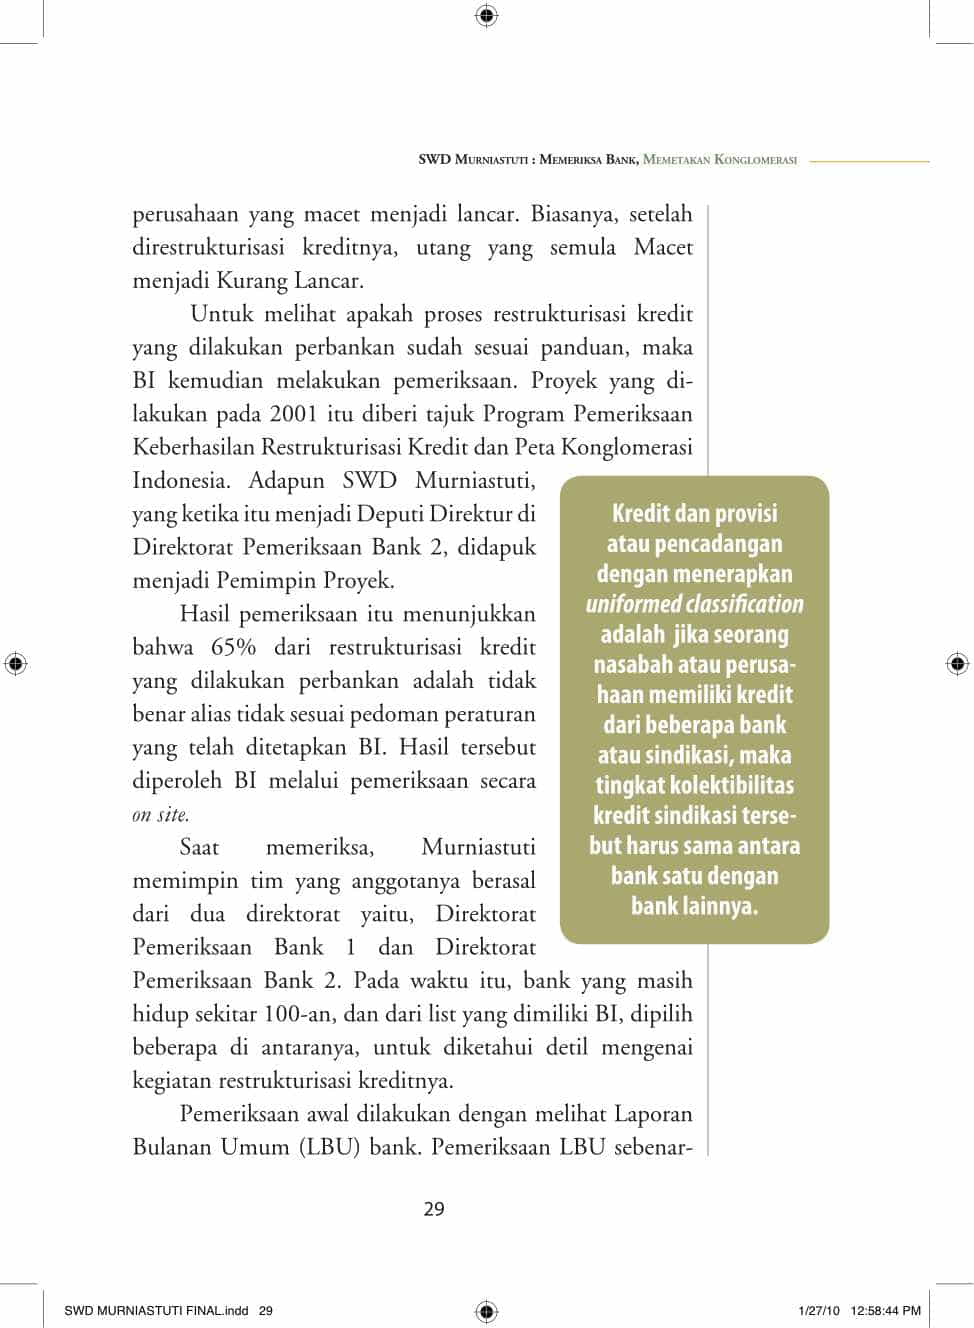 SWD Murniastuti : Memeriksa Bank, Memetakan Konglomerasi
perusahaan yang macet menjadi lancar. Biasanya, setelah
direstrukturisasi kreditnya, utang yang semula Macet
menjadi Kurang Lancar.
Untuk melihat apakah proses restrukturisasi kredit
yang dilakukan perbankan sudah sesuai panduan, maka
BI kemudian melakukan pemeriksaan. Proyek yang di-
lakukan pada 2001 itu diberi tajuk Program Pemeriksaan
Keberhasilan Restrukturisasi Kredit dan Peta Konglomerasi
Indonesia. Adapun SWD Murniastuti,
yang ketika itu menjadi Deputi Direktur di
Direktorat Pemeriksaan Bank 2, didapuk
menjadi Pemimpin Proyek.
Hasil pemeriksaan itu menunjukkan
bahwa 65% dari restrukturisasi kredit
yang dilakukan perbankan adalah tidak
benar alias tidak sesuai pedoman peraturan
yang telah ditetapkan BI. Hasil tersebut
diperoleh BI melalui pemeriksaan secara
on site.
Saat memeriksa, Murniastuti
memimpin tim yang anggotanya berasal
dari dua direktorat yaitu, Direktorat
Pemeriksaan Bank 1 dan Direktorat
Pemeriksaan Bank 2. Pada waktu itu, bank yang masih
hidup sekitar 100-an, dan dari list yang dimiliki BI, dipilih
beberapa di antaranya, untuk diketahui detil mengenai
kegiatan restrukturisasi kreditnya.
Pemeriksaan awal dilakukan dengan melihat Laporan
Bulanan Umum (LBU) bank. Pemeriksaan LBU sebenar-
Kredit dan provisi
atau pencadangan
dengan menerapkan
uniformed classification
adalah jika seorang
nasabah atau perusa-
haan memiliki kredit
dari beberapa bank
atau sindikasi, maka
tingkat kolektibilitas
kredit sindikasi terse-
but harus sama antara
bank satu dengan
bank lainnya.
29
SWD MURNIASTUTI FINAL.indd 29
1/27/10 12:58:44 PM